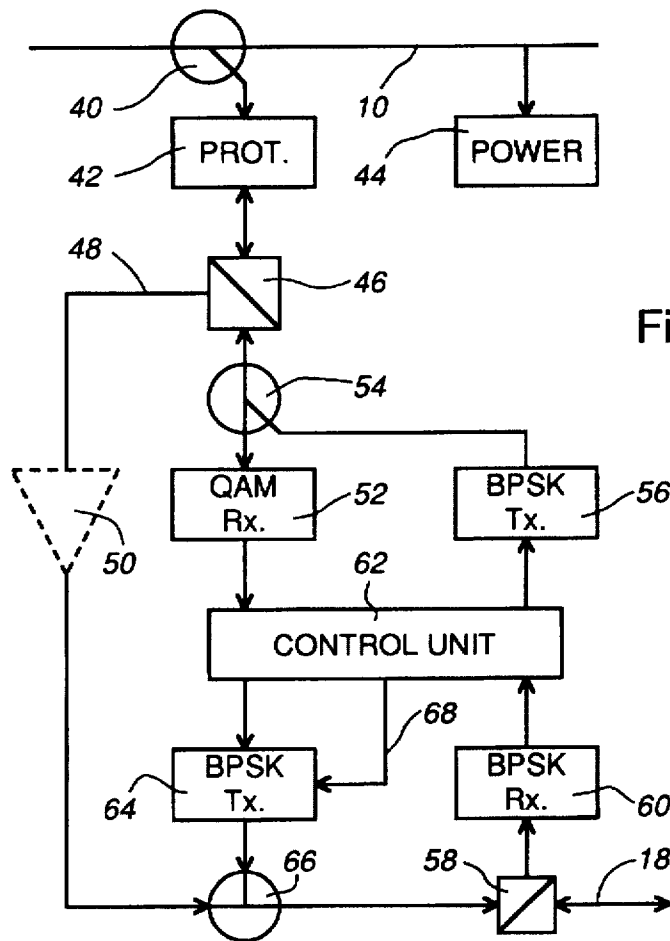 40
10
42
PROT.
44
POWER
48
46
Fi
54
50
QAM
Rx.
52
BPSK
Tx.
56
62
CONTROL UNIT
68
64
BPSK
Tx.
BPSK
Rx.
60
66
58
18